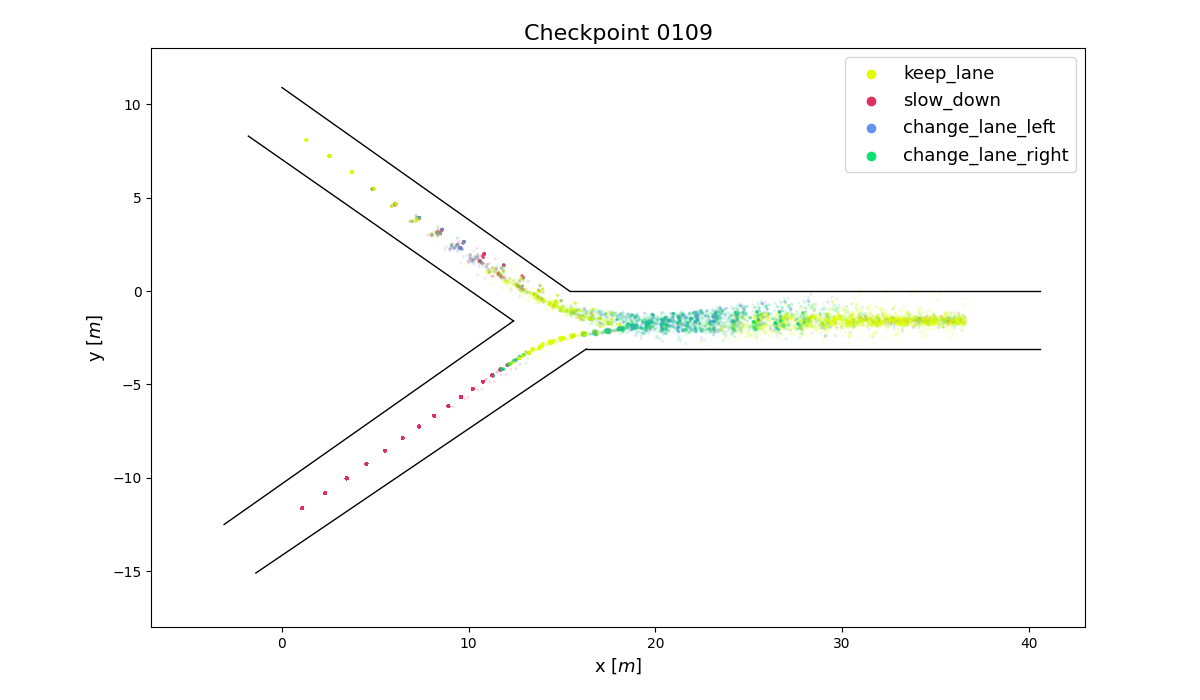 Checkpoint 0109
keep_lane
slow_down
change_lane_left
change_lane_right
10
5
0
−5
−10
−15
y [m]
0
10
20
30
40
x [m]